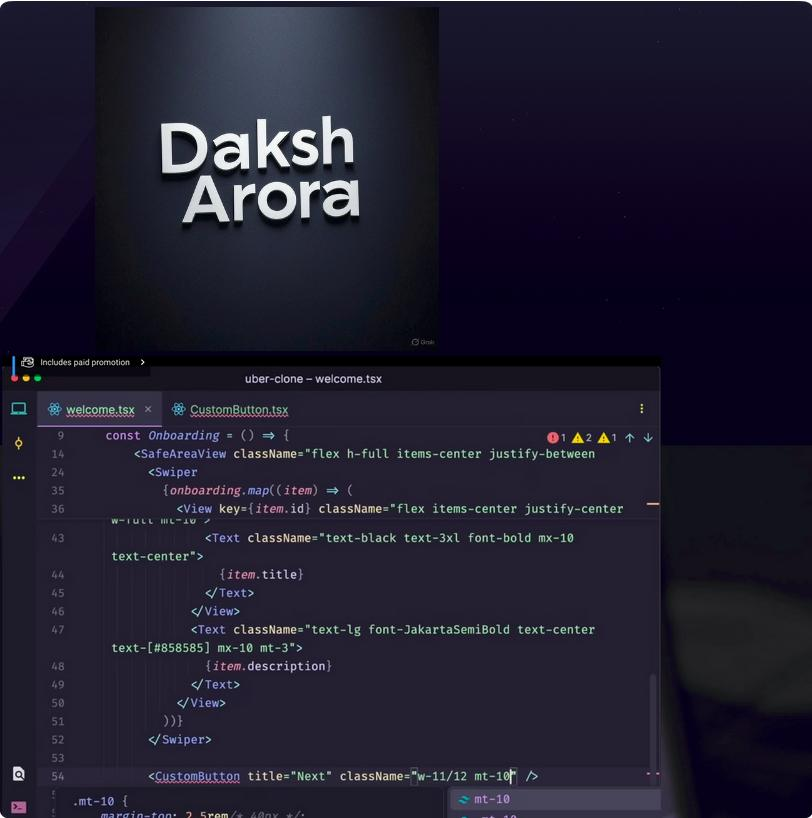 Daksh
Arora
Grok
Includes paid promotion
uber-clone – welcome.tsx
welcome.tsx
CustomButton.tsx
9 const Onboarding = () => {
1 2 1
14 <SafeAreaView className="flex h-full items-center justify-between
24 <Swiper
35 {onboarding.map((item) => (
36 <View key={item.id} className="flex items-center justify-center
w-full mt-10">
43 <Text className="text-black text-3xl font-bold mx-10
text-center">
44 {item.title}
45 </Text>
46 </View>
47 <Text className="text-lg font-JakartaSemiBold text-center
text-[#858585] mx-10 mt-3">
48 {item.description}
49 </Text>
50 </View>
51 ))}
52 </Swiper>
53
54 <CustomButton title="Next" className="w-11/12 mt-10" />
.mt-10 {
mt-10
margin-top: 2.5rem/* 40px */;